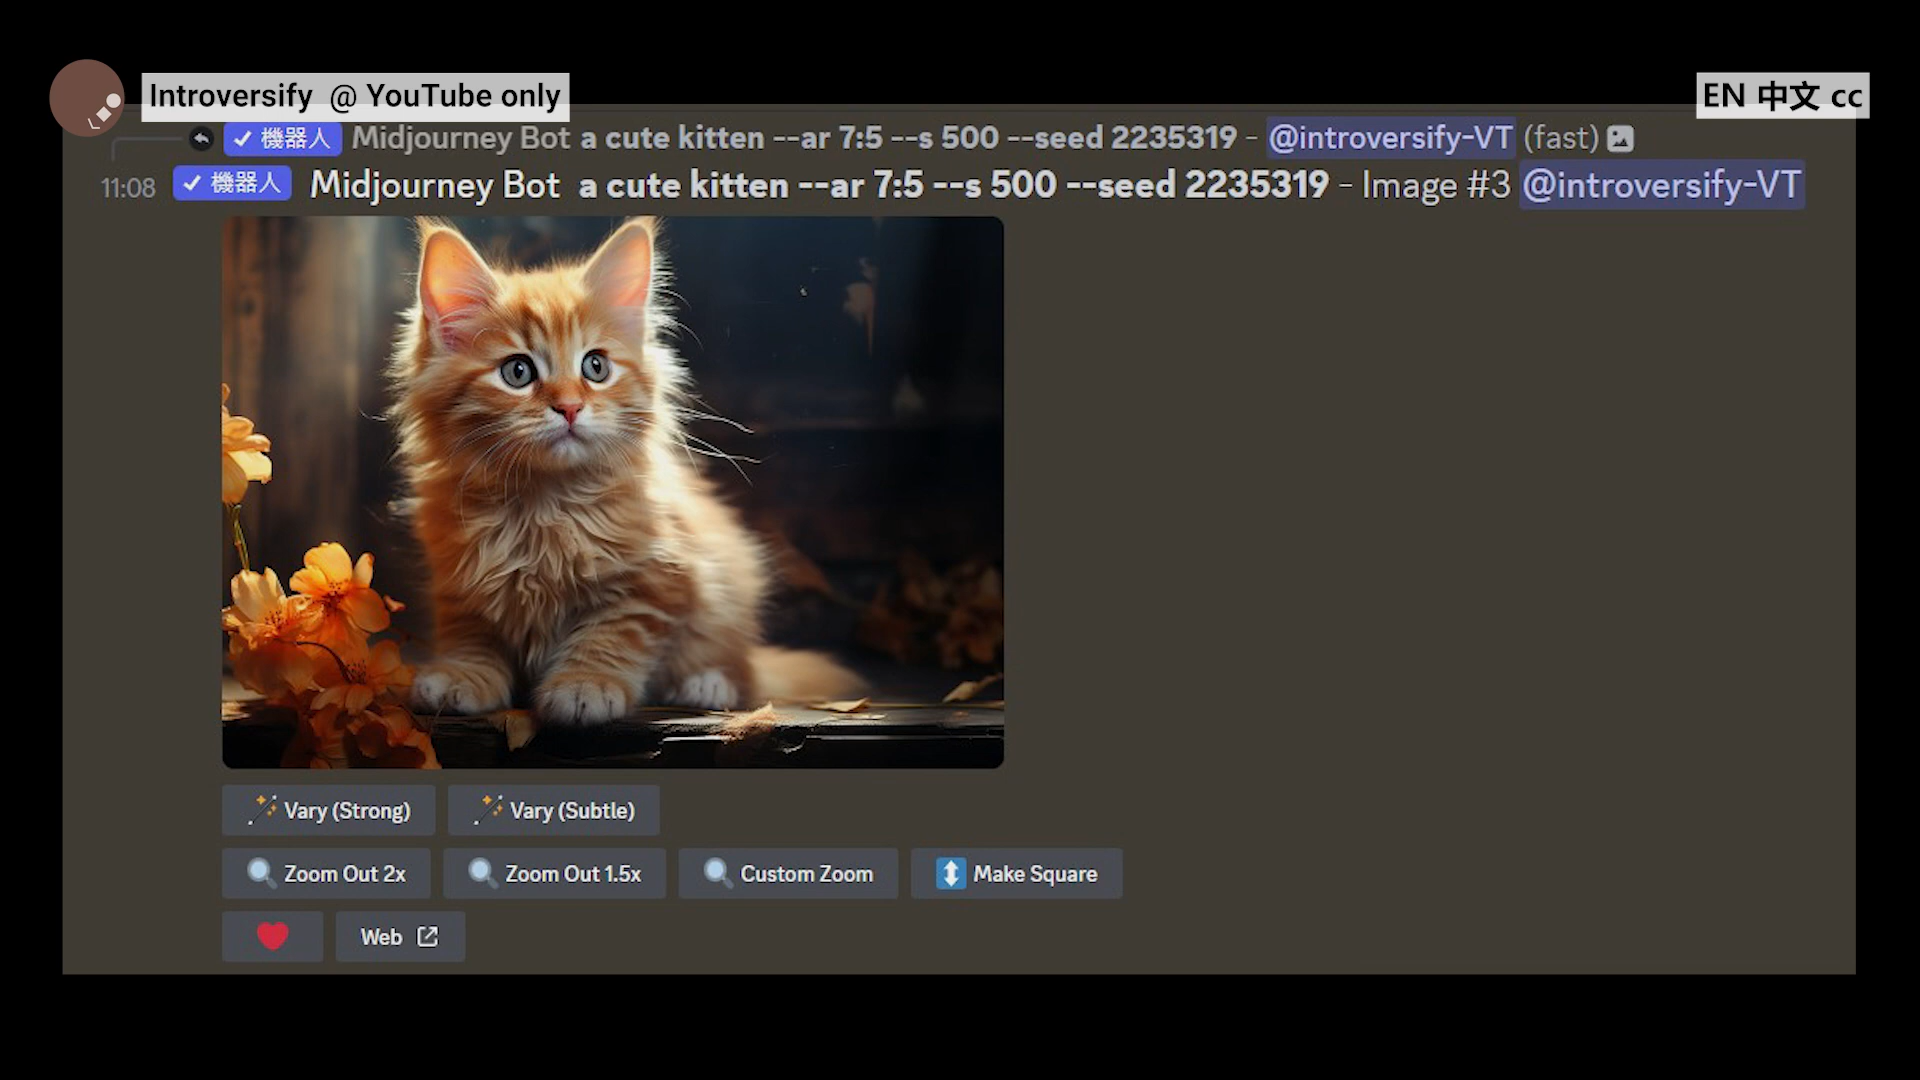 Introversify @ YouTube only
EN 中文 cc
機器人 Midjourney Bot a cute kitten --ar 7:5 --s 500 --seed 2235319 - @introversify-VT (fast)
11:08 機器人 Midjourney Bot a cute kitten --ar 7:5 --s 500 --seed 2235319 - Image #3 @introversify-VT
Vary (Strong) Vary (Subtle)
Zoom Out 2x Zoom Out 1.5x Custom Zoom Make Square
Web